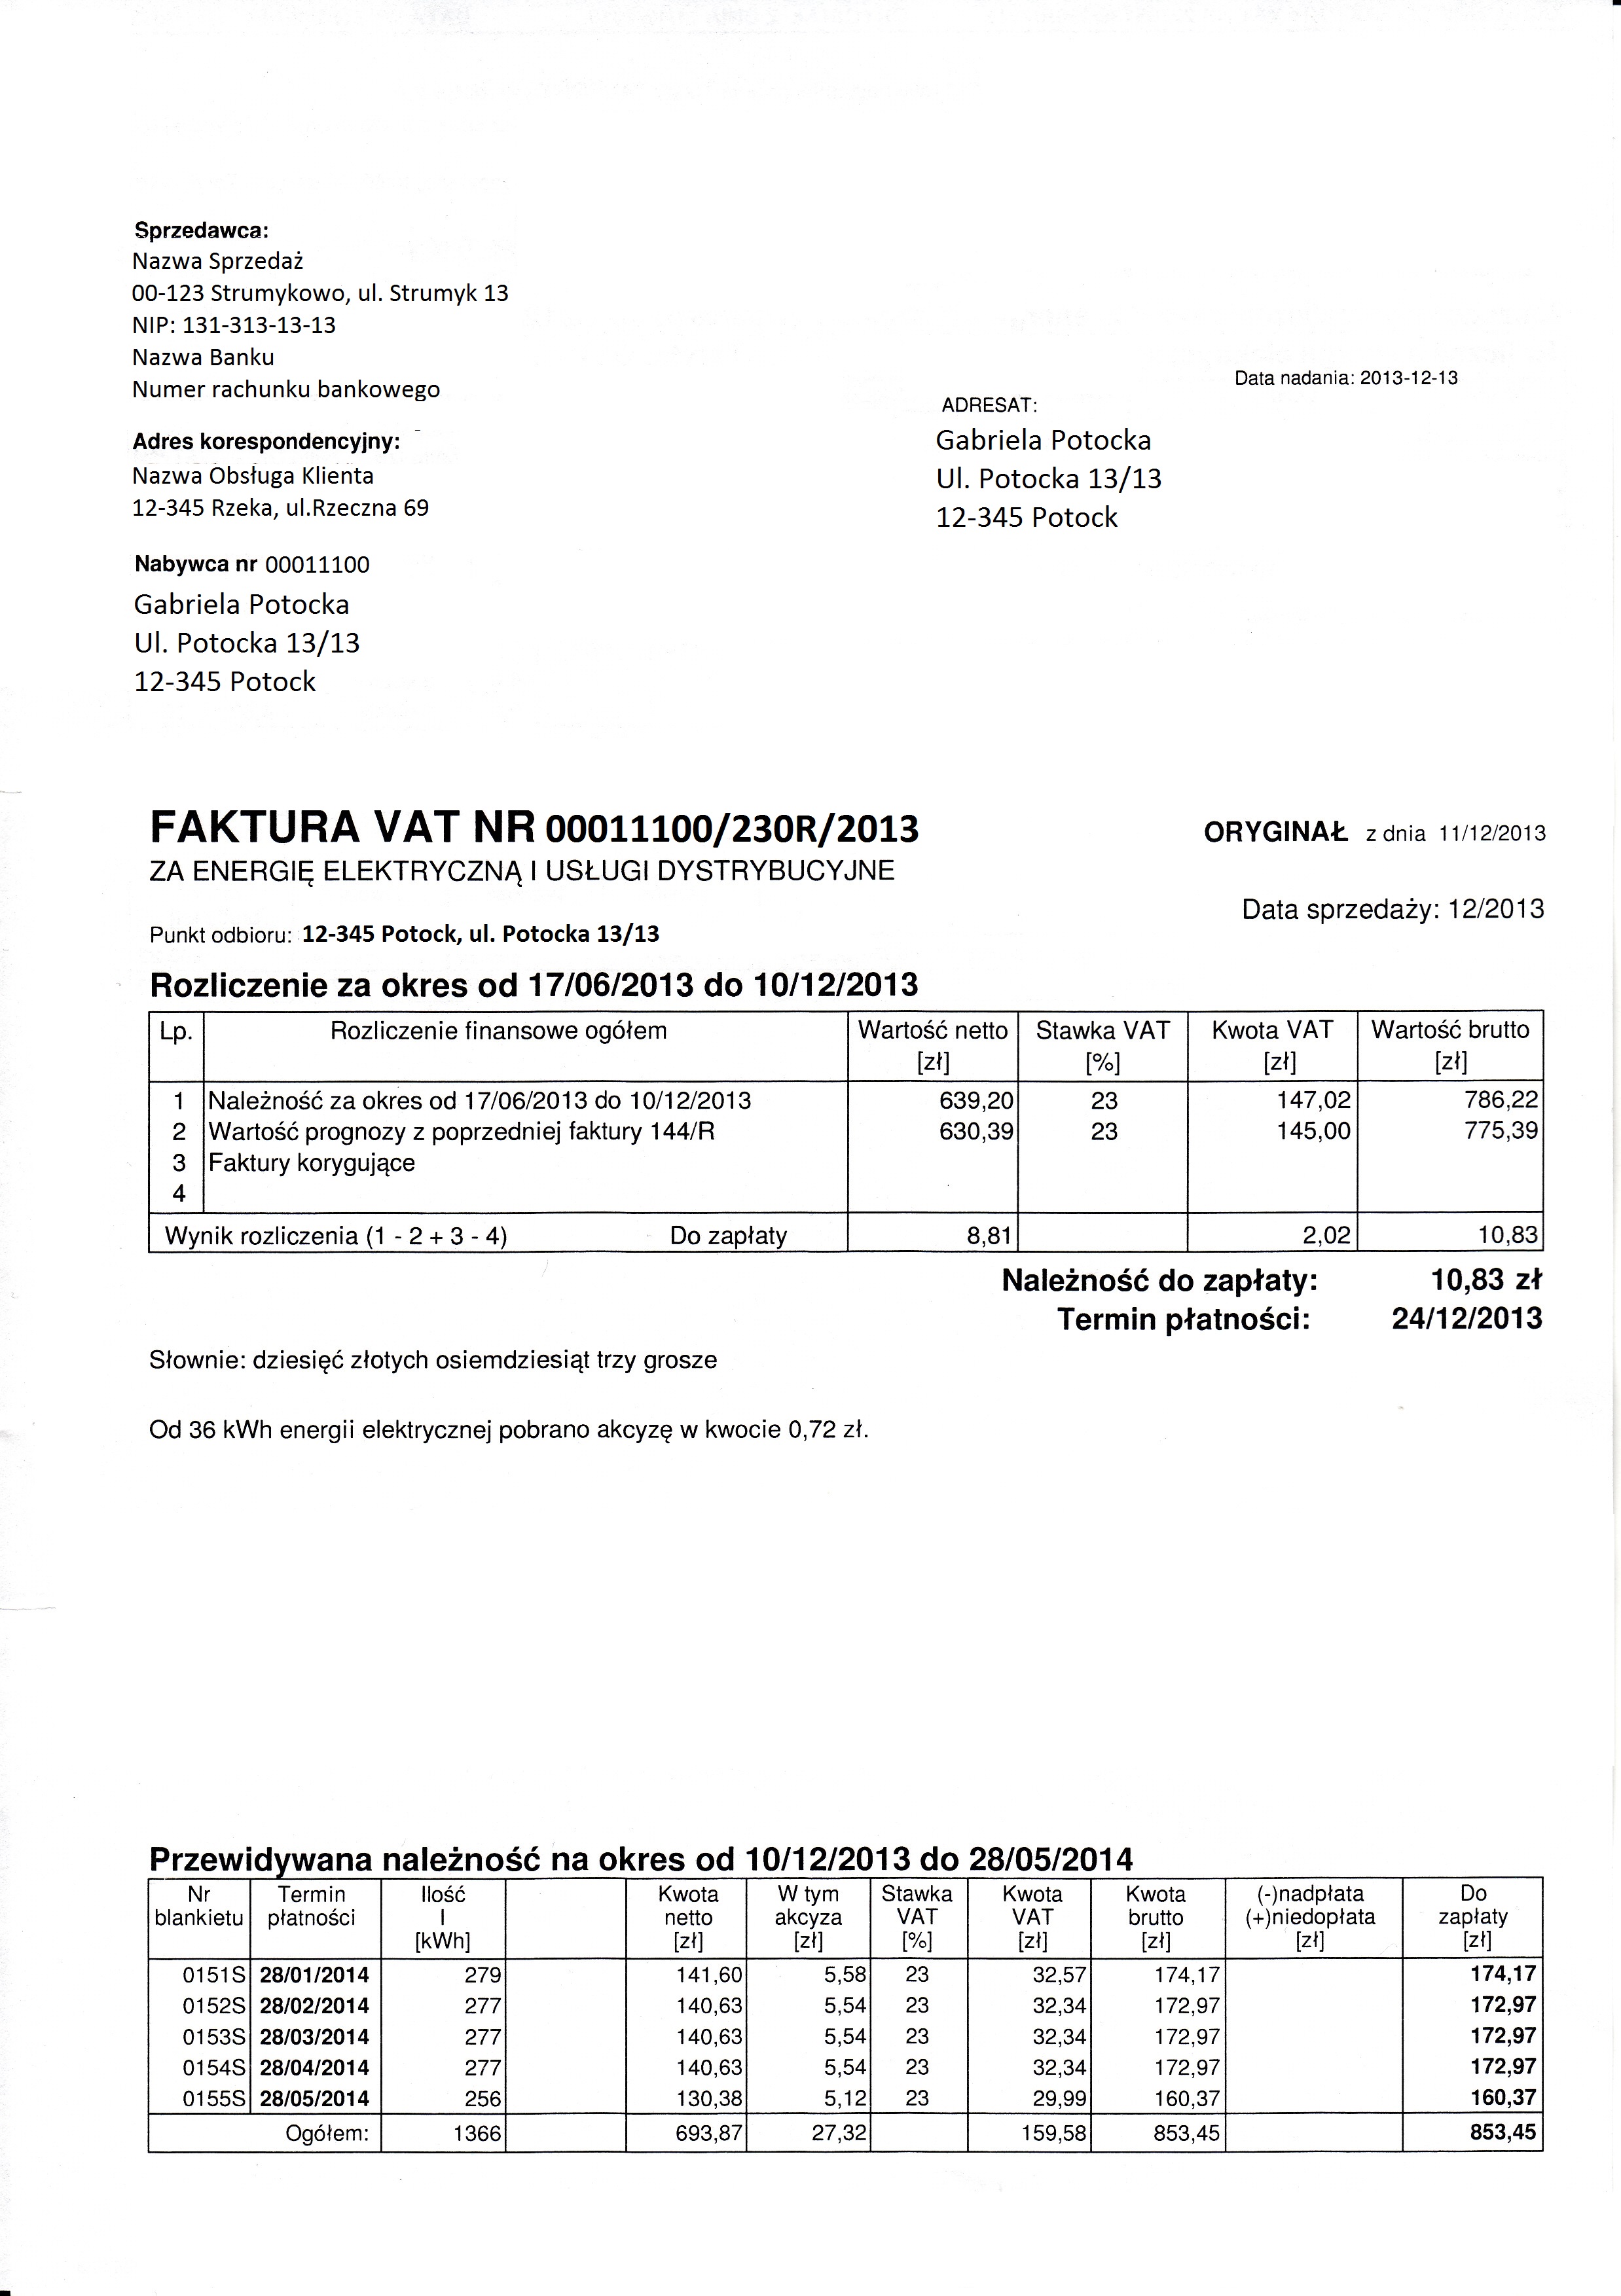 Sprzedawca:
Nazwa Sprzedaż
00-123 Strumykowo, ul. Strumyk 13
NIP: 131-313-13-13
Nazwa Banku
Numer rachunku bankowego
Adres korespondencyjny:
Nazwa Obsługa Klienta
12-345 Rzeka, ul.Rzeczna 69
Nabywca nr 00011100
Gabriela Potocka
Ul. Potocka 13/13
12-345 Potock
Data nadania: 2013-12-13
ADRESAT:
Gabriela Potocka
Ul. Potocka 13/13
12-345 Potock
FAKTURA VAT NR 00011100/230R/2013
ORYGINAŁ z dnia 11/12/2013
ZA ENERGIĘ ELEKTRYCZNĄ I USŁUGI DYSTRYBUCYJNE
Data sprzedaży: 12/2013
Punkt odbioru: 12-345 Potock, ul. Potocka 13/13
Rozliczenie za okres od 17/06/2013 do 10/12/2013
Lp. Rozliczenie finansowe ogółem Wartość netto Stawka VAT Kwota VAT Wartość brutto
[zł] [%] [zł] [zł]
1 Należność za okres od 17/06/2013 do 10/12/2013 639,20 23 147,02 786,22
2 Wartość prognozy z poprzedniej faktury 144/R 630,39 23 145,00 775,39
3 Faktury korygujące
4
Wynik rozliczenia (1 - 2 + 3 - 4) Do zapłaty 8,81 2,02 10,83
Należność do zapłaty: 10,83 zł
Termin płatności: 24/12/2013
Słownie: dziesięć złotych osiemdziesiąt trzy grosze
Od 36 kWh energii elektrycznej pobrano akcyzę w kwocie 0,72 zł.
Przewidywana należność na okres od 10/12/2013 do 28/05/2014
Nr Termin Ilość Kwota W tym Stawka Kwota Kwota (-)nadpłata Do
blankietu płatności I netto akcyza VAT VAT brutto (+)niedopłata zapłaty
[kWh] [zł] [zł] [%] [zł] [zł] [zł] [zł]
0151S 28/01/2014 279 141,60 5,58 23 32,57 174,17 174,17
0152S 28/02/2014 277 140,63 5,54 23 32,34 172,97 172,97
0153S 28/03/2014 277 140,63 5,54 23 32,34 172,97 172,97
0154S 28/04/2014 277 140,63 5,54 23 32,34 172,97 172,97
0155S 28/05/2014 256 130,38 5,12 23 29,99 160,37 160,37
Ogółem: 1366 693,87 27,32 159,58 853,45 853,45